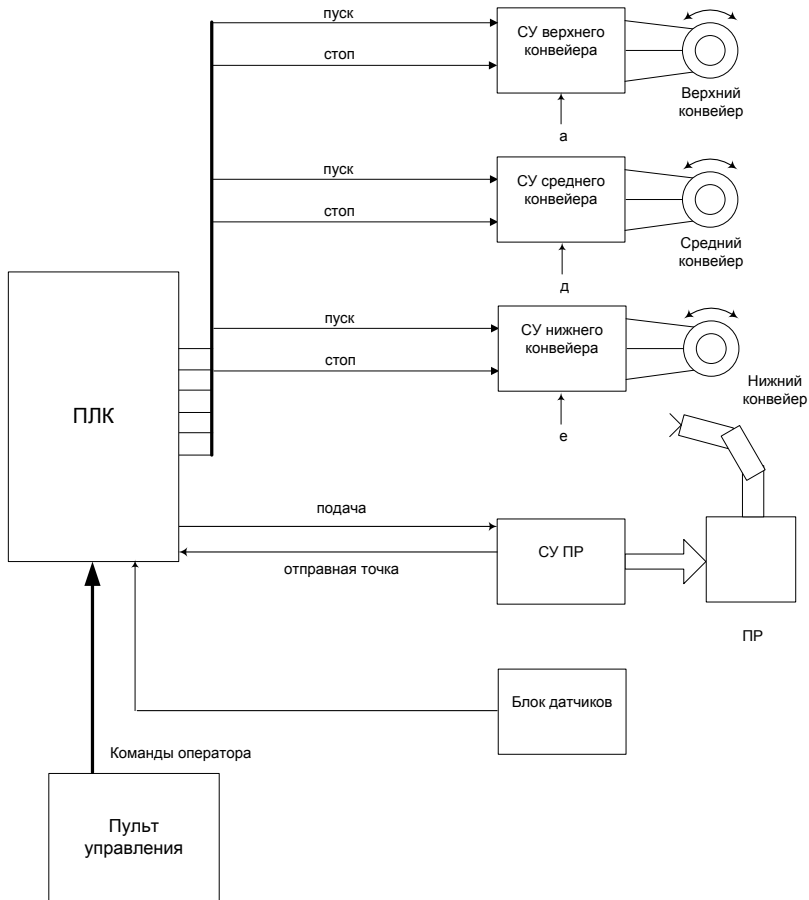 пуск
СУ верхнего
конвейера
стоп
Верхний
конвейер
а
пуск
СУ среднего
конвейера
стоп
Средний
конвейер
д
пуск
СУ нижнего
конвейера
стоп
Нижний
конвейер
ПЛК
е
подача
СУ ПР
отправная точка
ПР
Блок датчиков
Команды оператора
Пульт
управления